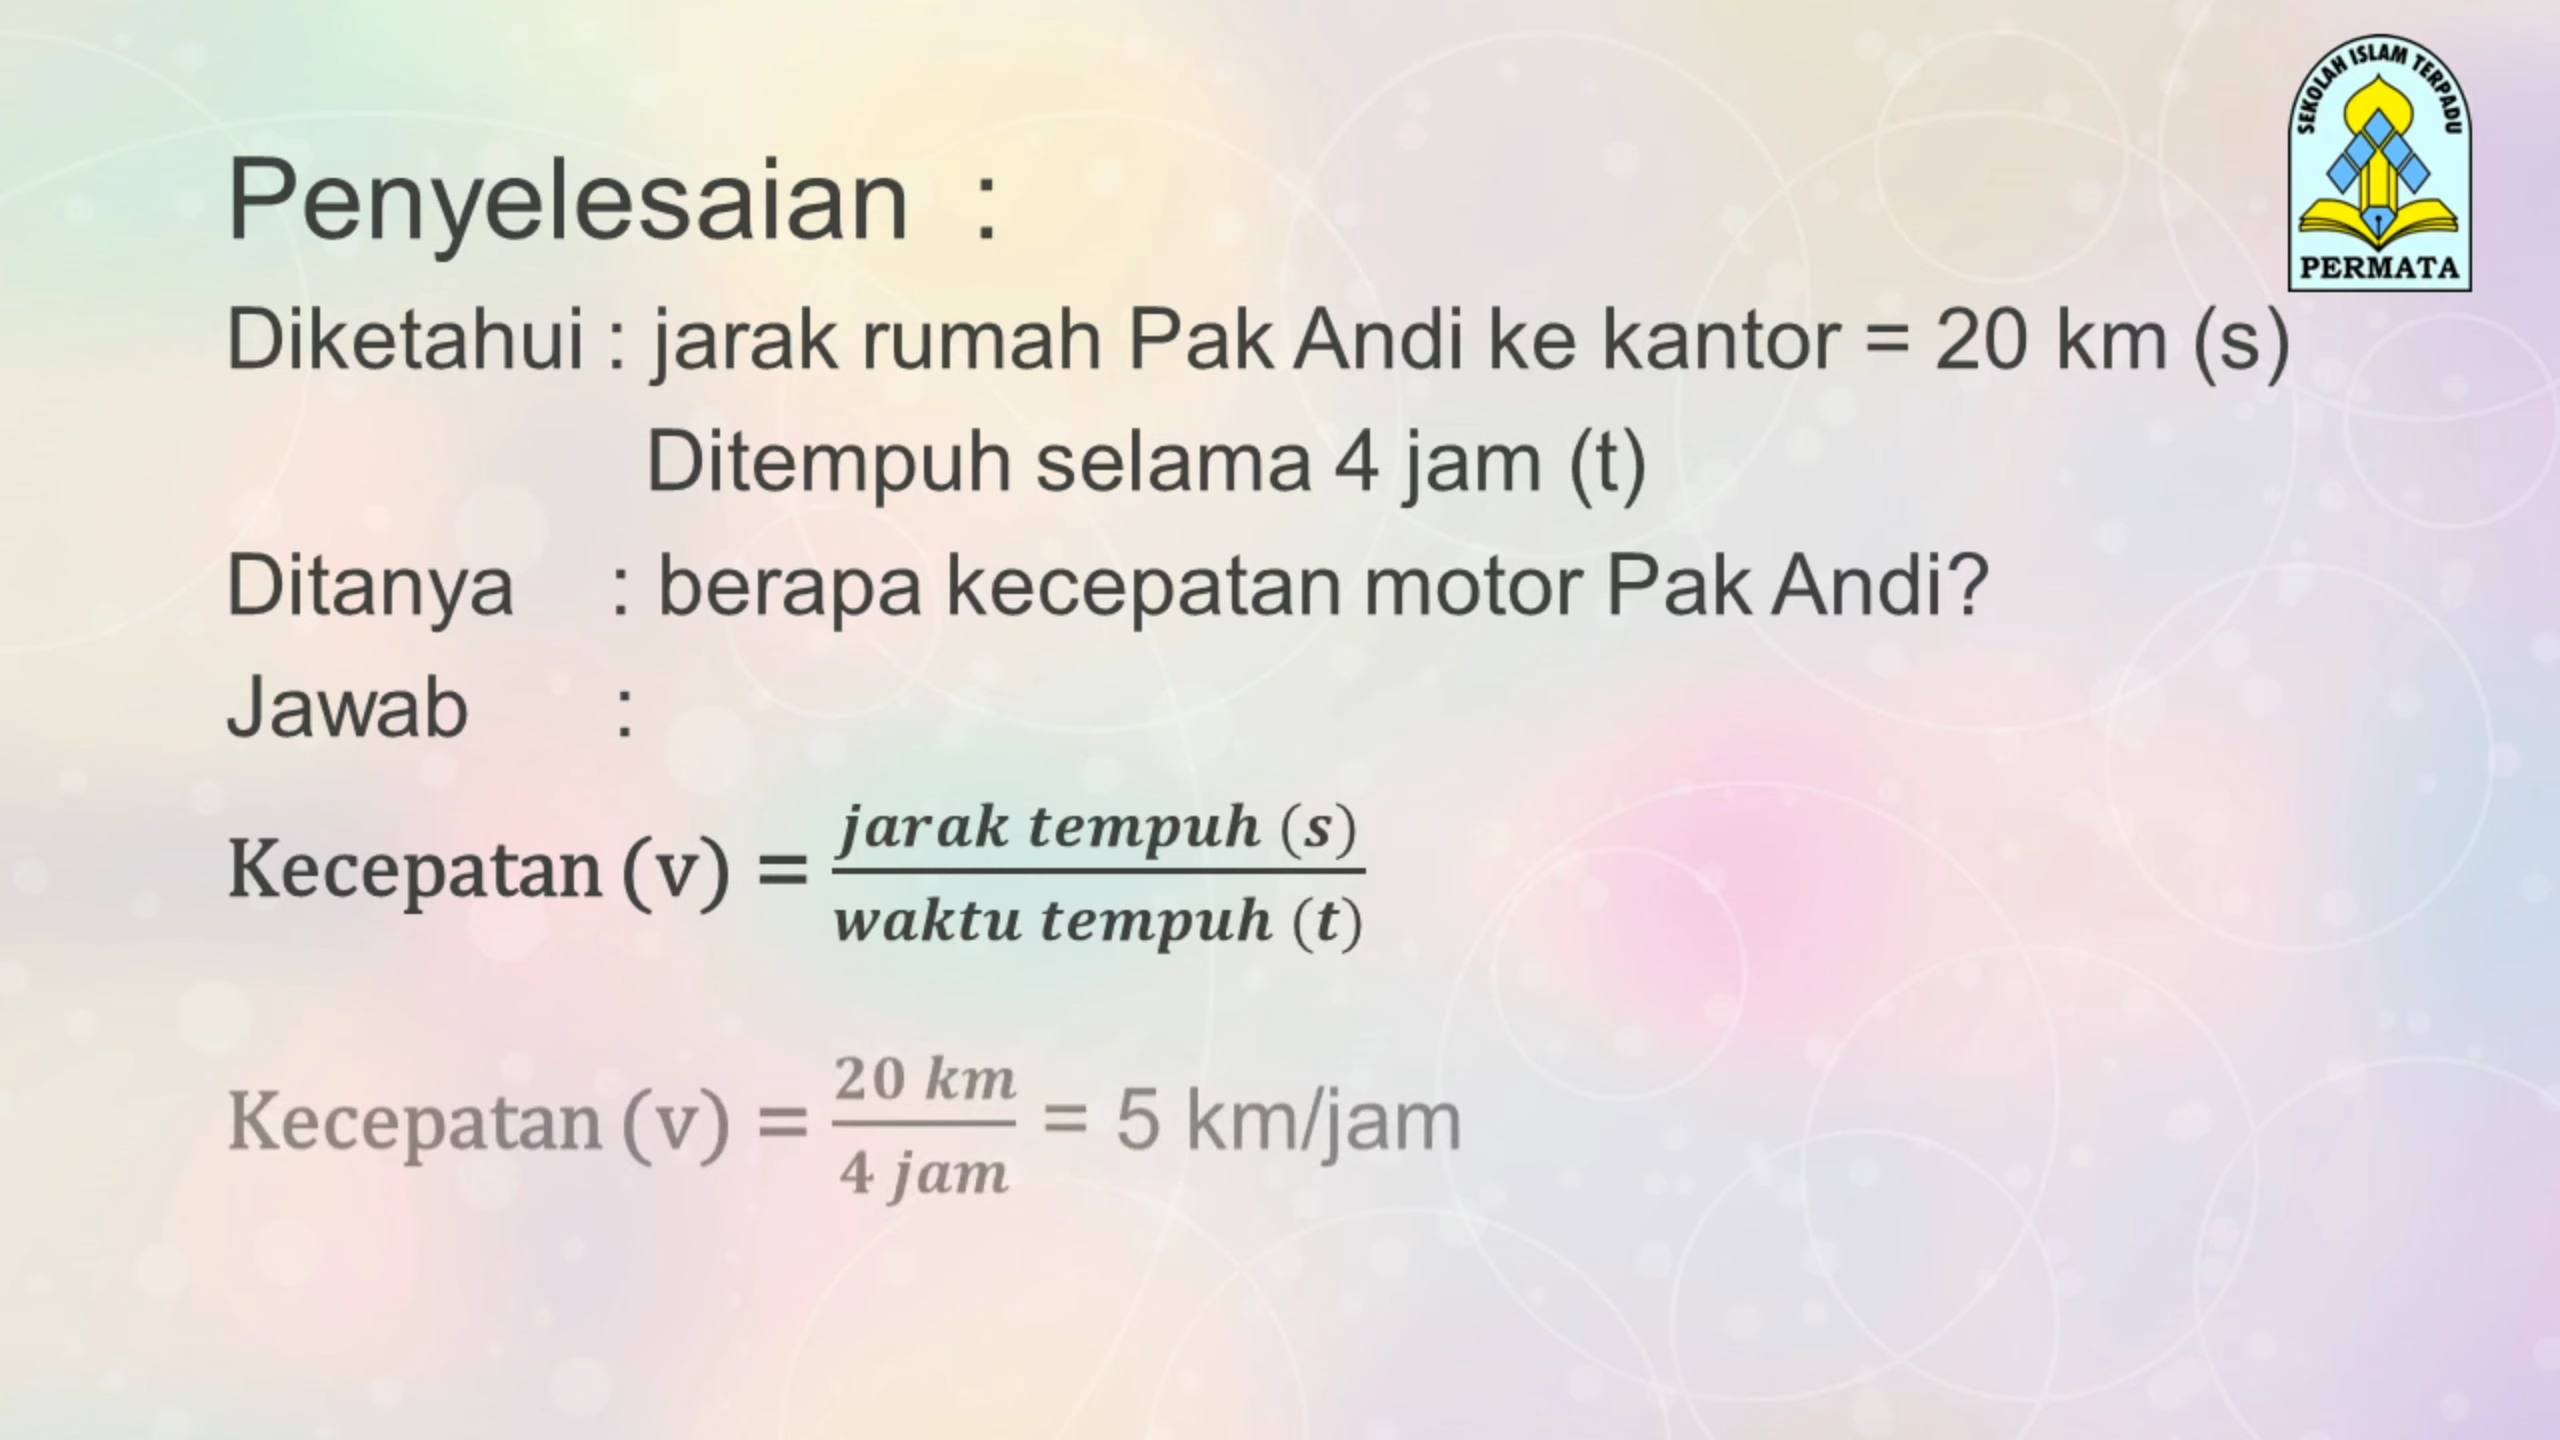 SEKOLAH ISLAM TERPADU
PERMATA
Penyelesaian :
Diketahui : jarak rumah Pak Andi ke kantor = 20 km (s)
Ditempuh selama 4 jam (t)
Ditanya : berapa kecepatan motor Pak Andi?
Jawab :
Kecepatan (v) = jarak tempuh (s) / waktu tempuh (t)
Kecepatan (v) = 20 km / 4 jam = 5 km/jam